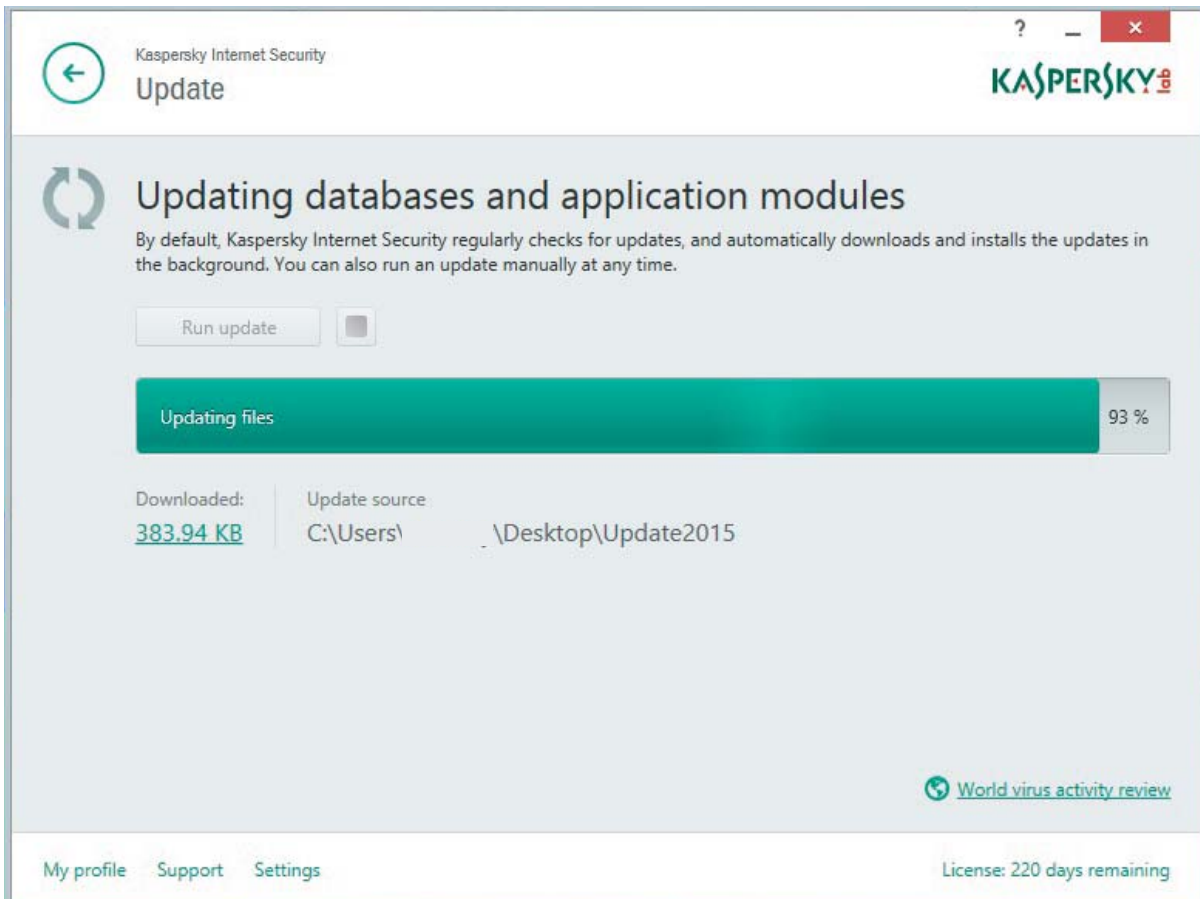 ?
Kaspersky Internet Security
Update
KASPERSKY lab
Updating databases and application modules
By default, Kaspersky Internet Security regularly checks for updates, and automatically downloads and installs the updates in
the background. You can also run an update manually at any time.
Run update
Updating files
93 %
Downloaded:
Update source
383.94 KB
C:\Users\ \Desktop\Update2015
World virus activity review
My profile
Support
Settings
License: 220 days remaining